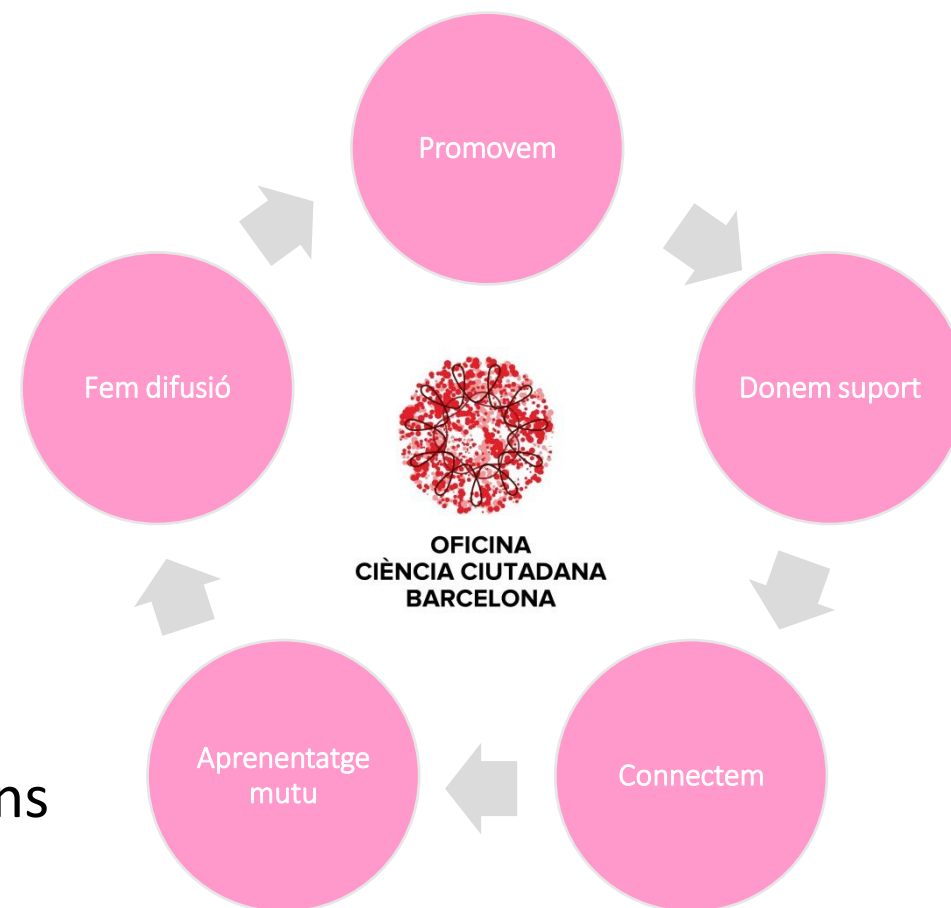 Promovem
Fem difusió
Donem suport
OFICINA
CIÈNCIA CIUTADANA
BARCELONA
Aprenentatge
mutu
Connectem